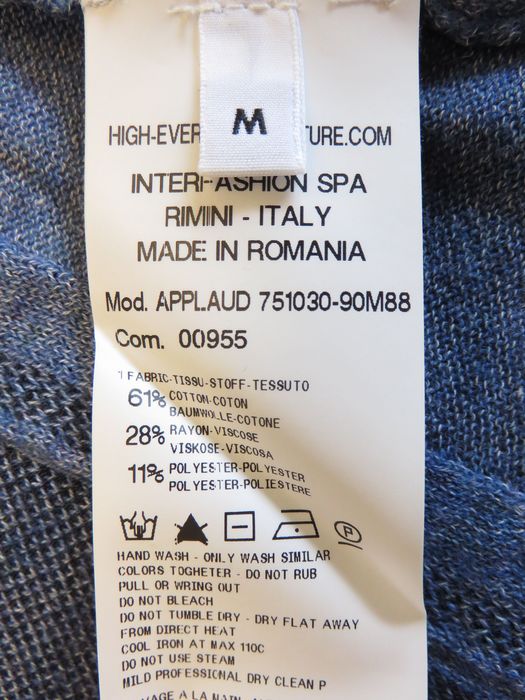 M
HIGH-EVER TURE.COM
INTERFASHION SPA
RIMINI - ITALY
MADE IN ROMANIA
Mod. APPLAUD 751030-90M88
Com. 00955
1 FABRIC-TISSU-STOFF-TESSUTO
61% COTTON-COTON
BAUMWOLLE-COTONE
28% RAYON-VISCOSE
VISKOSE-VISCOSA
11% POLYESTER-POLYESTER
POLYESTER-POLIESTERE
P
HAND WASH - ONLY WASH SIMILAR
COLORS TOGHETER - DO NOT RUB
PULL OR WRING OUT
DO NOT BLEACH
DO NOT TUMBLE DRY - DRY FLAT AWAY
FROM DIRECT HEAT
COOL IRON AT MAX 110C
DO NOT USE STEAM
MILD PROFESSIONAL DRY CLEAN P